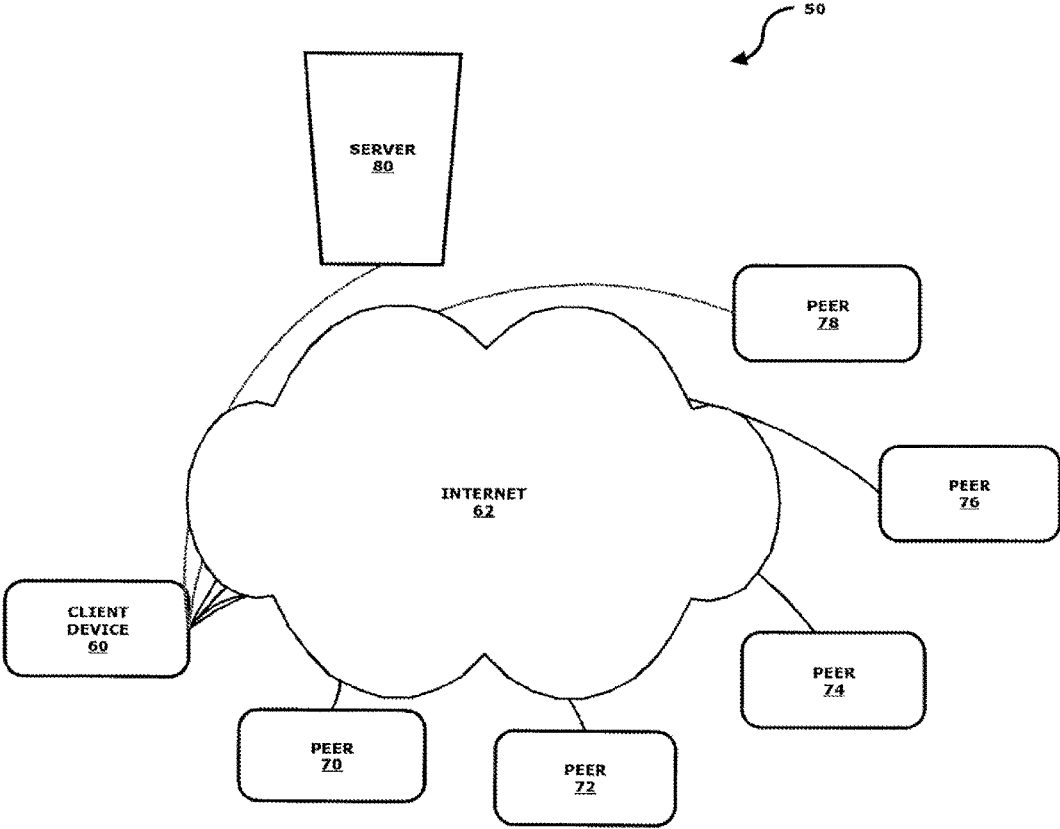 50
SERVER
80
PEER
78
INTERNET
62
PEER
76
CLIENT
DEVICE
60
PEER
74
PEER
70
PEER
72